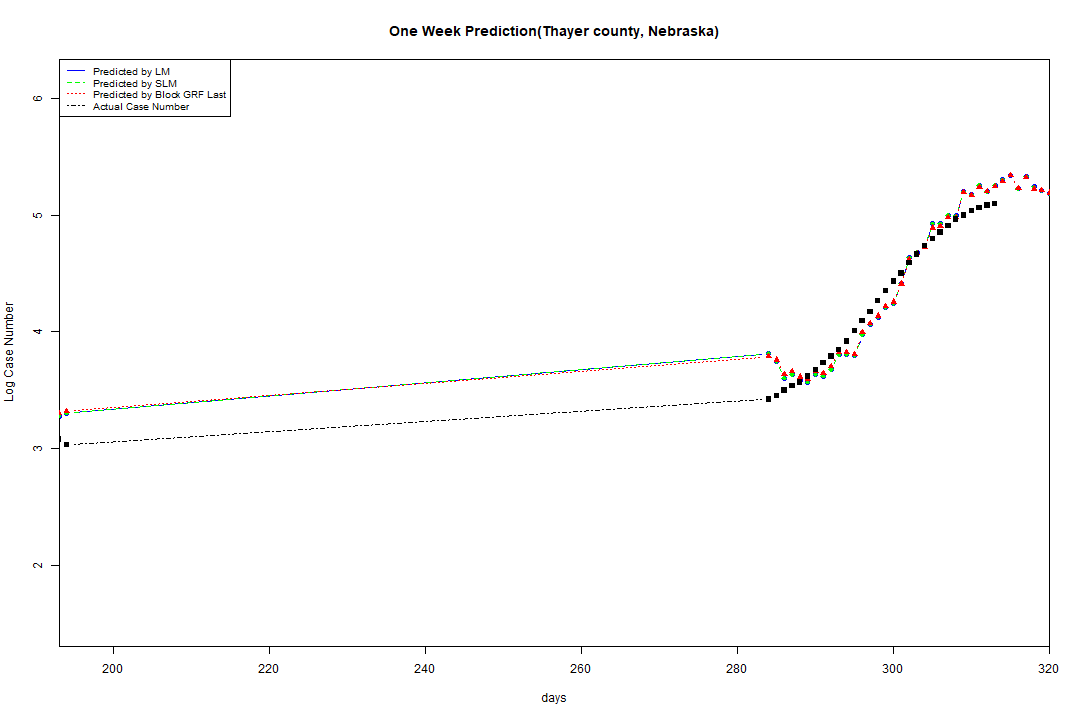 One Week Prediction(Thayer county, Nebraska)
Predicted by LM
Predicted by SLM
Predicted by Block GRF Last
Actual Case Number
Log Case Number
6
5
4
3
2
200 220 240 260 280 300 320
days